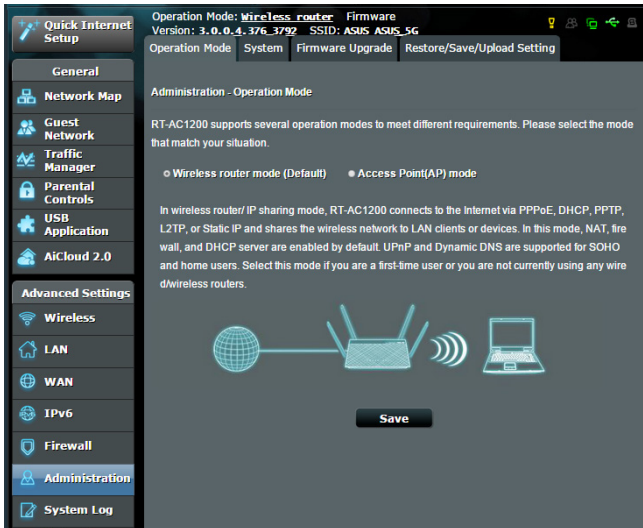 Quick Internet
Setup
Operation Mode: Wireless router Firmware
Version: 3.0.0.4.376_3792 SSID: ASUS ASUS_5G
Operation Mode System Firmware Upgrade Restore/Save/Upload Setting
General
Network Map
Guest
Network
Traffic
Manager
Parental
Controls
USB
Application
AiCloud 2.0
Advanced Settings
Wireless
LAN
WAN
IPv6
Firewall
Administration
System Log
Administration - Operation Mode
RT-AC1200 supports several operation modes to meet different requirements. Please select the mode
that match your situation.
Wireless router mode (Default) Access Point(AP) mode
In wireless router/ IP sharing mode, RT-AC1200 connects to the Internet via PPPoE, DHCP, PPTP,
L2TP, or Static IP and shares the wireless network to LAN clients or devices. In this mode, NAT, fire
wall, and DHCP server are enabled by default. UPnP and Dynamic DNS are supported for SOHO
and home users. Select this mode if you are a first-time user or you are not currently using any wire
d/wireless routers.
Save